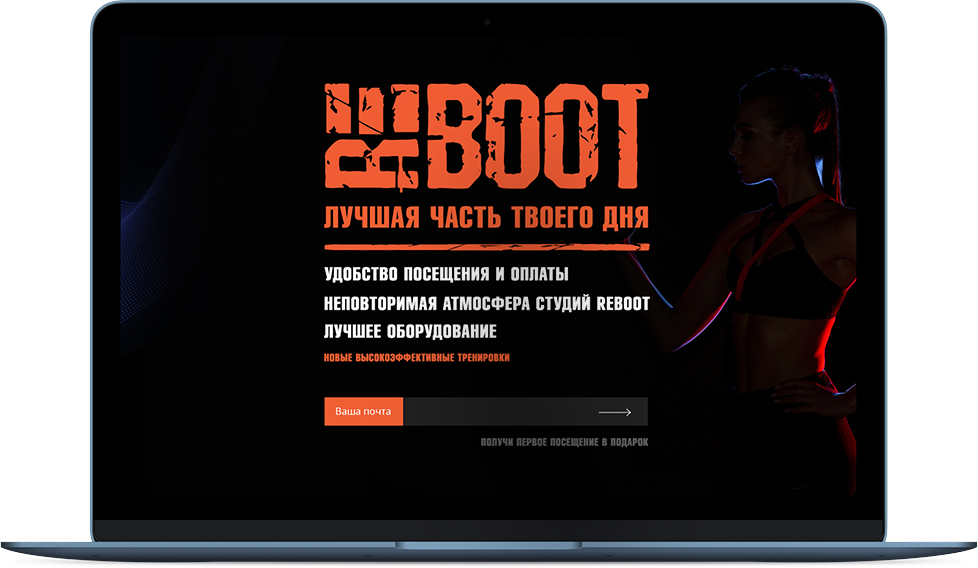 REBOOT
ЛУЧШАЯ ЧАСТЬ ТВОЕГО ДНЯ
УДОБСТВО ПОСЕЩЕНИЯ И ОПЛАТЫ
НЕПОВТОРИМАЯ АТМОСФЕРА СТУДИЙ REBOOT
ЛУЧШЕЕ ОБОРУДОВАНИЕ
НОВЫЕ ВЫСОКОЭФФЕКТИВНЫЕ ТРЕНИРОВКИ
Ваша почта
ПОЛУЧИ ПЕРВОЕ ПОСЕЩЕНИЕ В ПОДАРОК